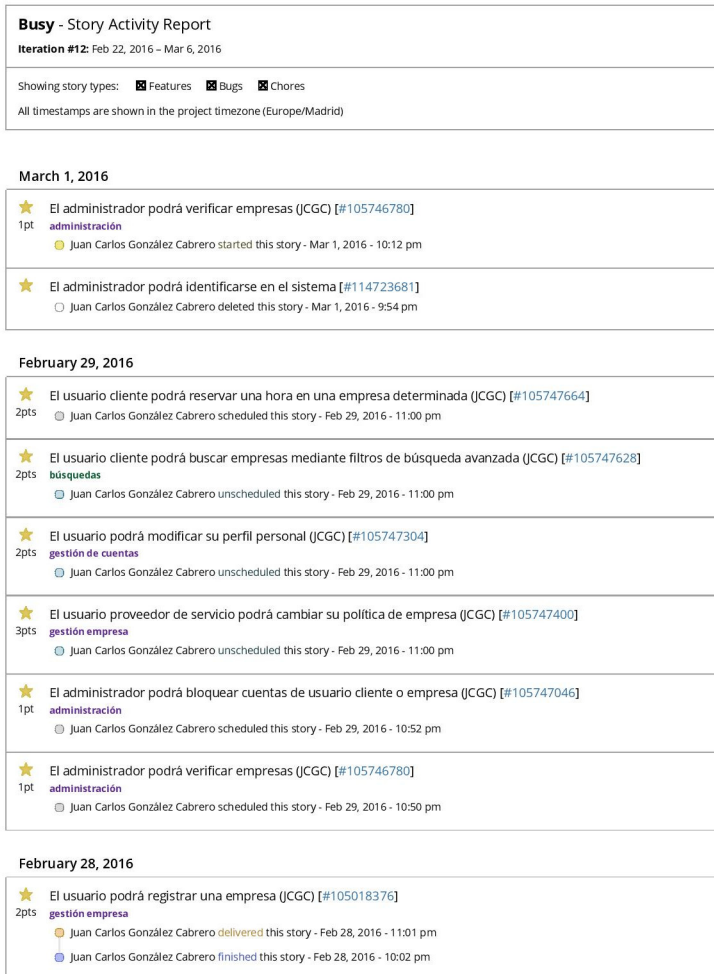 Busy - Story Activity Report
Iteration #12: Feb 22, 2016 – Mar 6, 2016
Showing story types: Features Bugs Chores
All timestamps are shown in the project timezone (Europe/Madrid)
March 1, 2016
El administrador podrá verificar empresas (JCGC) [#105746780]
1pt
administración
Juan Carlos González Cabrero started this story - Mar 1, 2016 - 10:12 pm
El administrador podrá identificarse en el sistema [#114723681]
Juan Carlos González Cabrero deleted this story - Mar 1, 2016 - 9:54 pm
February 29, 2016
El usuario cliente podrá reservar una hora en una empresa determinada (JCGC) [#105747664]
2pts
Juan Carlos González Cabrero scheduled this story - Feb 29, 2016 - 11:00 pm
El usuario cliente podrá buscar empresas mediante filtros de búsqueda avanzada (JCGC) [#105747628]
2pts
búsquedas
Juan Carlos González Cabrero unscheduled this story - Feb 29, 2016 - 11:00 pm
El usuario podrá modificar su perfil personal (JCGC) [#105747304]
2pts
gestión de cuentas
Juan Carlos González Cabrero unscheduled this story - Feb 29, 2016 - 11:00 pm
El usuario proveedor de servicio podrá cambiar su política de empresa (JCGC) [#105747400]
3pts
gestión empresa
Juan Carlos González Cabrero unscheduled this story - Feb 29, 2016 - 11:00 pm
El administrador podrá bloquear cuentas de usuario cliente o empresa (JCGC) [#105747046]
1pt
administración
Juan Carlos González Cabrero scheduled this story - Feb 29, 2016 - 10:52 pm
El administrador podrá verificar empresas (JCGC) [#105746780]
1pt
administración
Juan Carlos González Cabrero scheduled this story - Feb 29, 2016 - 10:50 pm
February 28, 2016
El usuario podrá registrar una empresa (JCGC) [#105018376]
2pts
gestión empresa
Juan Carlos González Cabrero delivered this story - Feb 28, 2016 - 11:01 pm
Juan Carlos González Cabrero finished this story - Feb 28, 2016 - 10:02 pm